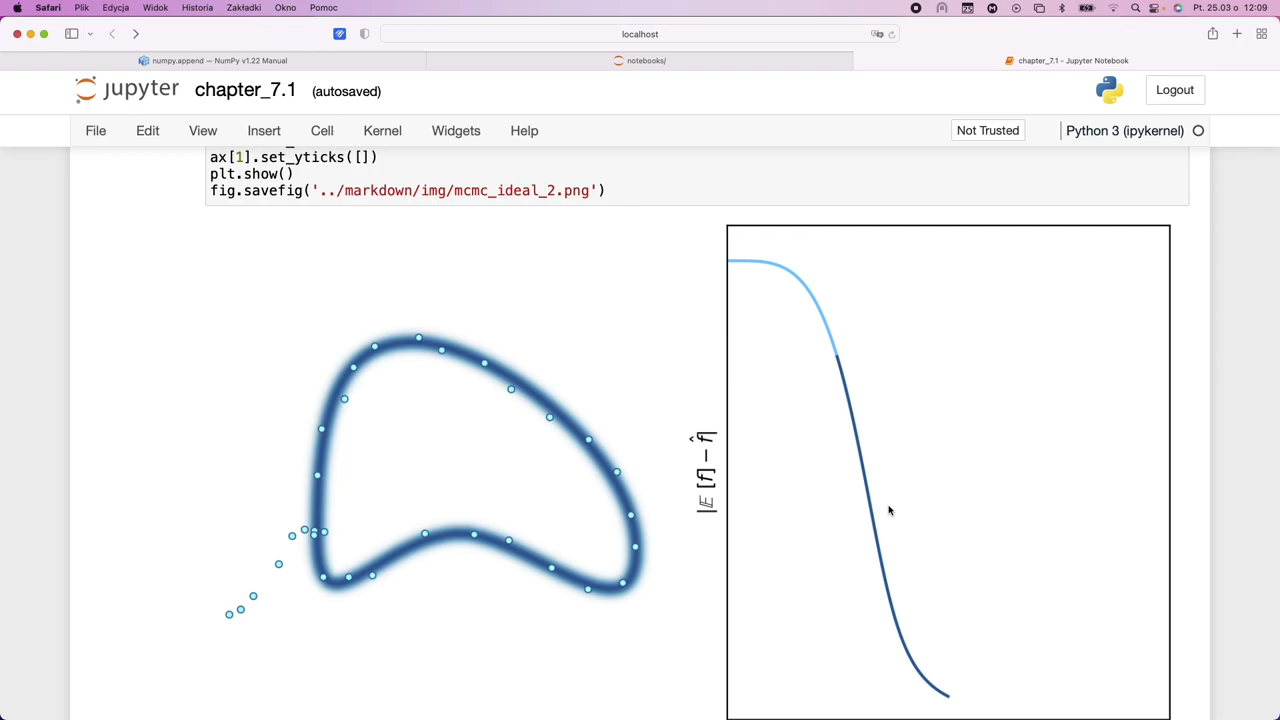 Safari Plik Edycja Widok Historia Zakładki Okno Pomoc Pt. 25.03 o 12:09
localhost
numpy.append — NumPy v1.22 Manual notebooks/ chapter_7.1 - Jupyter Notebook
jupyter chapter_7.1 (autosaved) Logout
File Edit View Insert Cell Kernel Widgets Help Not Trusted Python 3 (ipykernel)
ax[1].set_yticks([])
plt.show()
fig.savefig('../markdown/img/mcmc_ideal_2.png')
|𝔼 [f] − f̂|